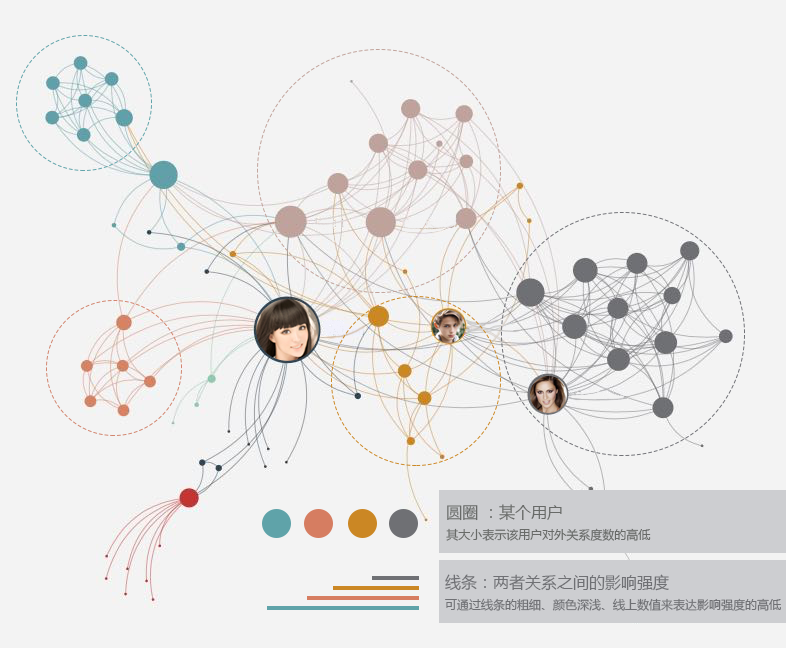 圆圈 ：某个用户
其大小表示该用户对外关系度数的高低
线条：两者关系之间的影响强度
可通过线条的粗细、颜色深浅、线上数值来表达影响强度的高低